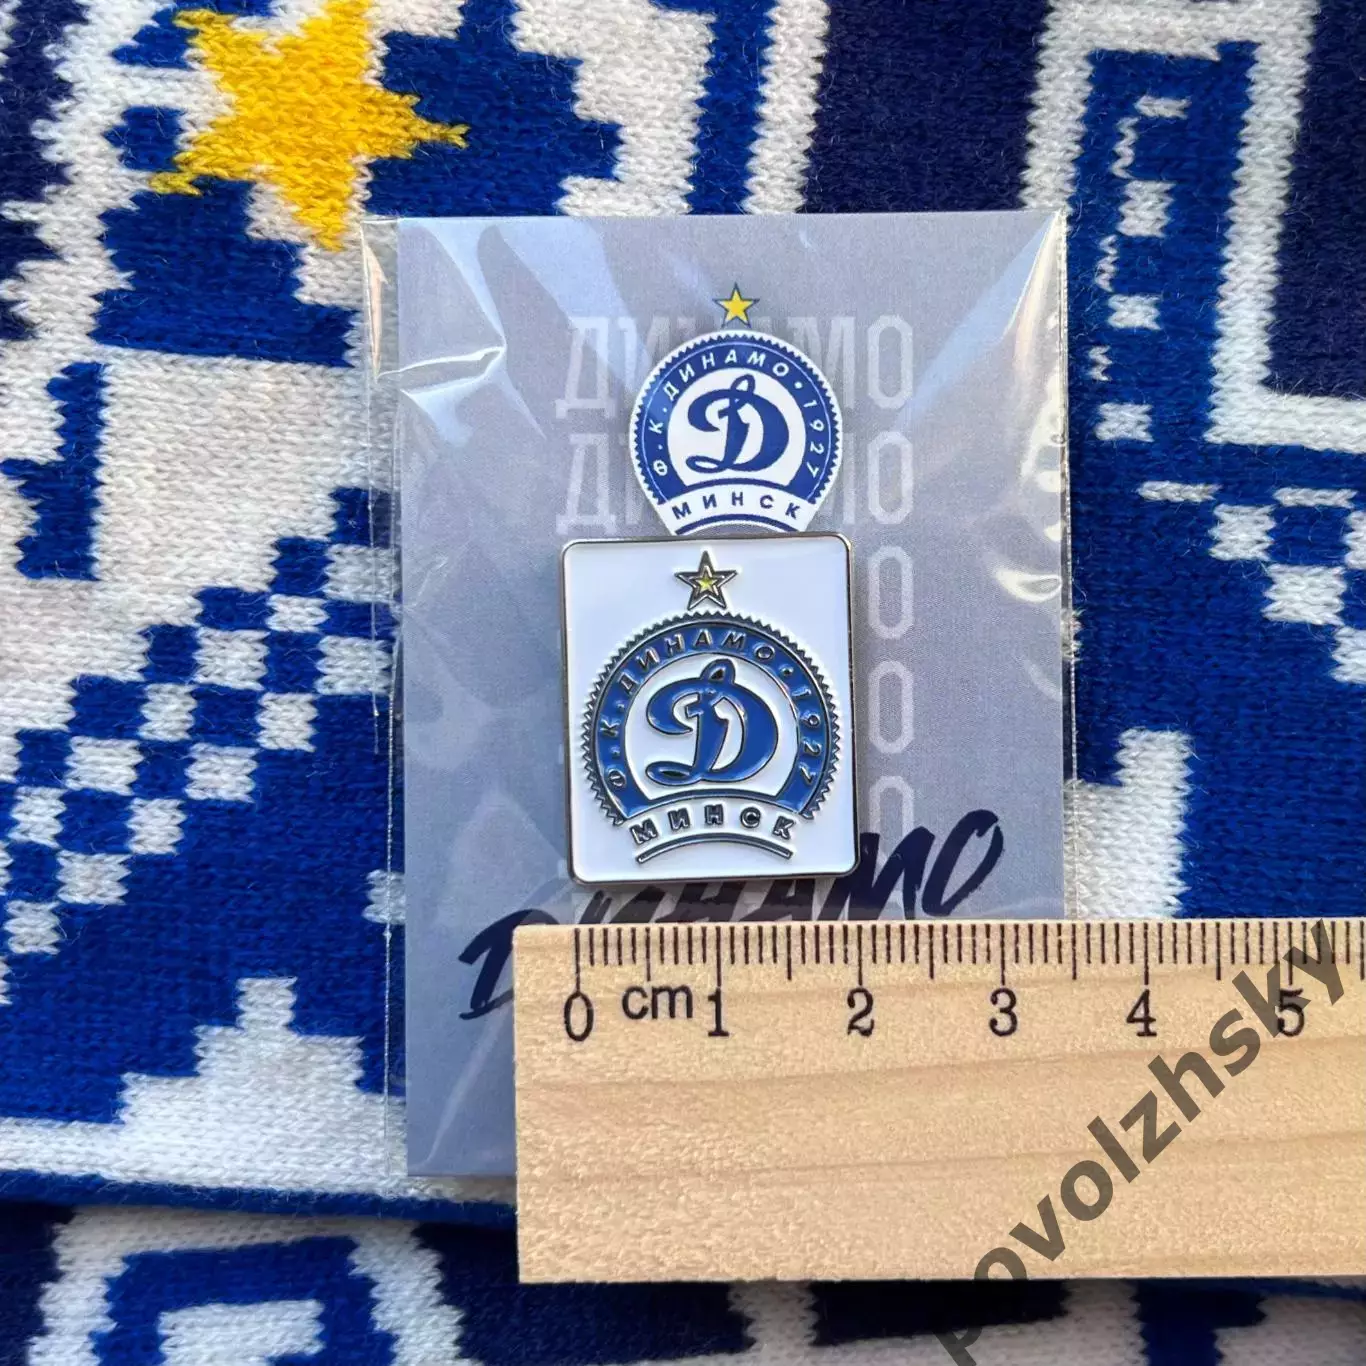 ДИНАМО
Ф.К.ДИНАМО•1927
МИНСК
ДИНАМО
Ф.К.ДИНАМО•1927
МИНСК
ДИНАМО
0 cm 1 2 3 4 5
povolzhsky